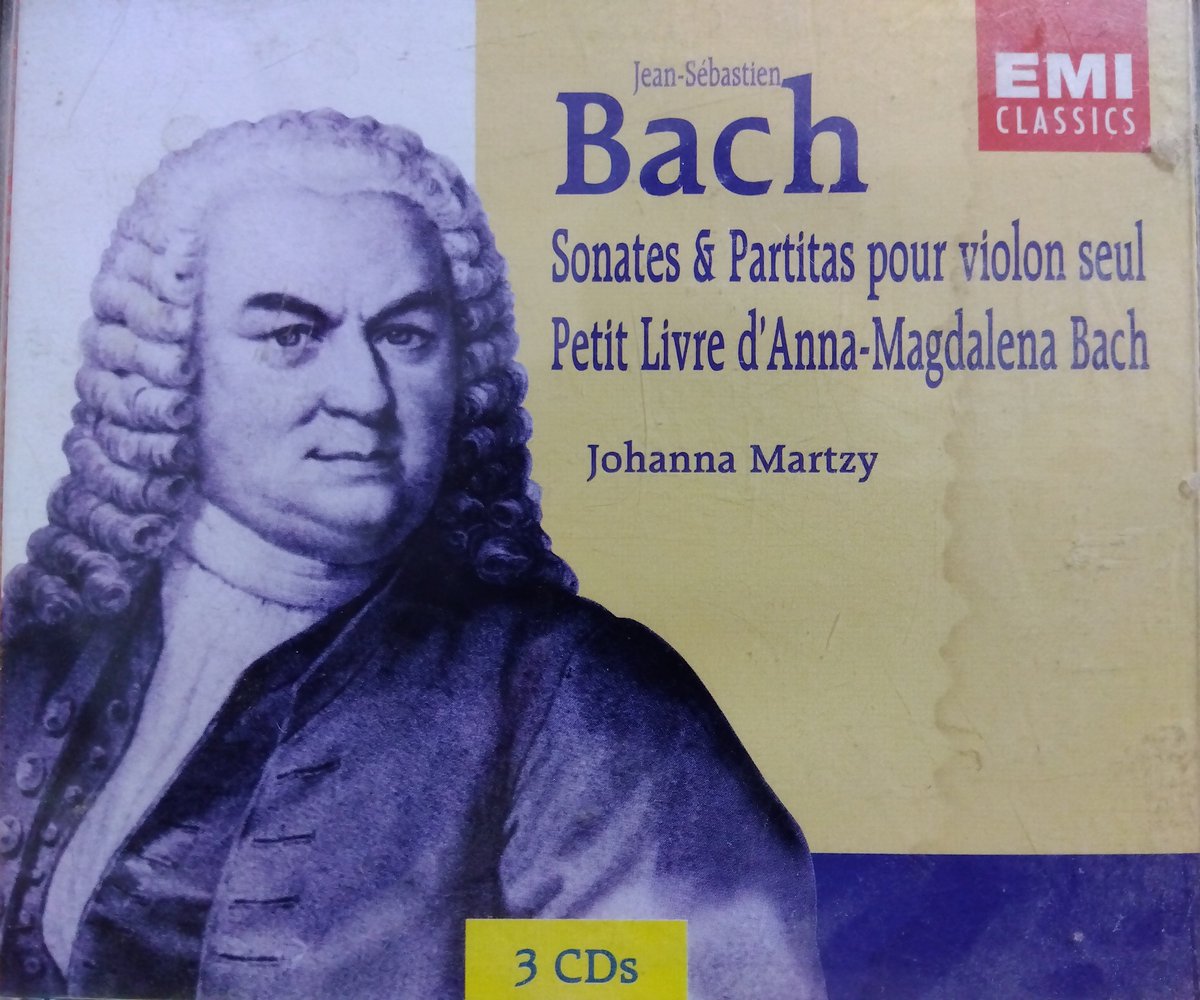 Jean-Sébastien
Bach
Sonates & Partitas pour violon seul
Petit Livre d'Anna-Magdalena Bach
Johanna Martzy
EMI
CLASSICS
3 CDs